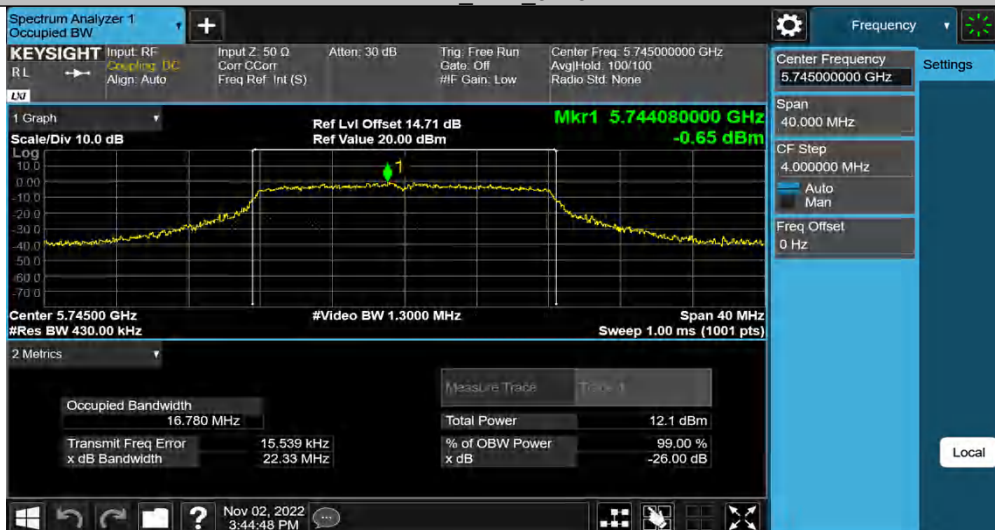 Spectrum Analyzer 1
Occupied BW
+
Frequency
KEYSIGHT Input: RF Input Z: 50 Ω Atten: 30 dB Trig: Free Run Center Freq: 5.745000000 GHz
RL Coupling: DC Corr CCorr Gate: Off Avg|Hold: 100/100
Align: Auto Freq Ref: Int (S) #IF Gain: Low Radio Std: None
LXI
Center Frequency
5.745000000 GHz
Settings
Span
40.000 MHz
CF Step
4.000000 MHz
Auto
Man
Freq Offset
0 Hz
Local
1 Graph
Ref Lvl Offset 14.71 dB Mkr1 5.744080000 GHz
Scale/Div 10.0 dB Ref Value 20.00 dBm -0.65 dBm
Log
1
10.0
0.00
-10.0
-20.0
-30.0
-40.0
-50.0
-60.0
-70.0
Center 5.74500 GHz #Video BW 1.3000 MHz Span 40 MHz
#Res BW 430.00 kHz Sweep 1.00 ms (1001 pts)
2 Metrics
Measure Trace Trace 1
Occupied Bandwidth
16.780 MHz Total Power 12.1 dBm
Transmit Freq Error 15.539 kHz % of OBW Power 99.00 %
x dB Bandwidth 22.33 MHz x dB -26.00 dB
? Nov 02, 2022
3:44:48 PM